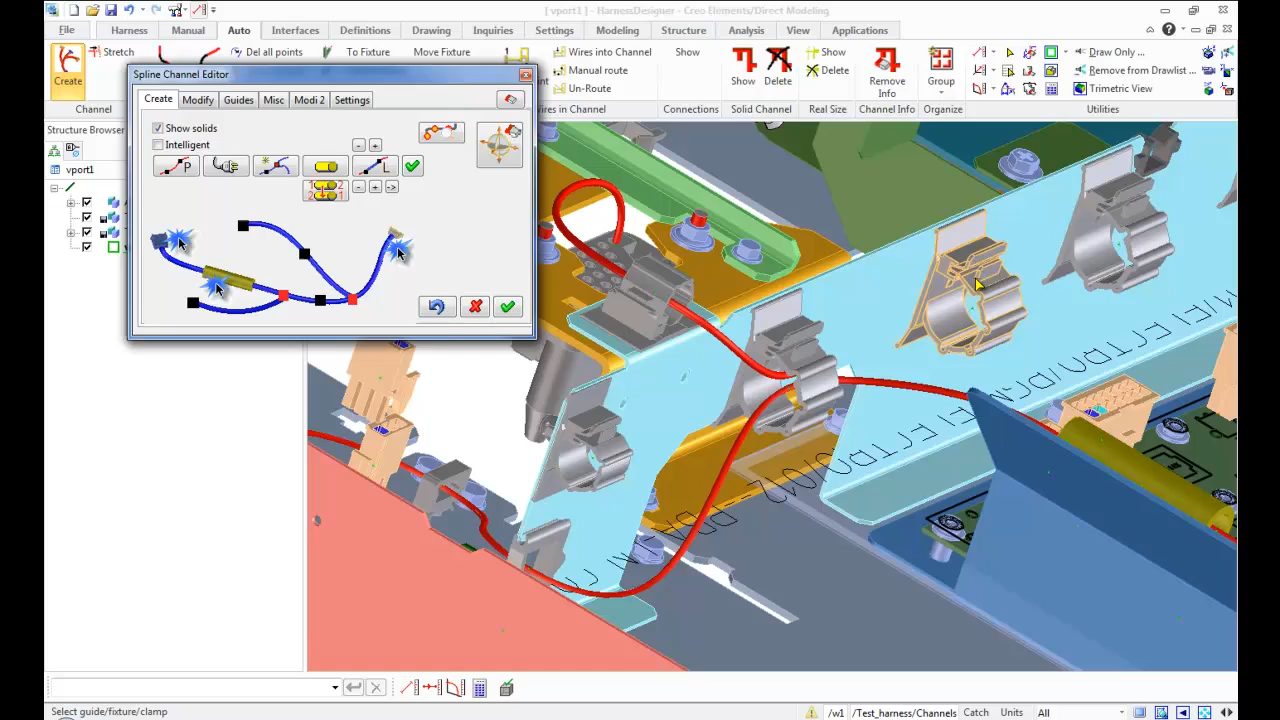 [ vport1 ] - HarnessDesigner - Creo Elements/Direct Modeling
File Harness Manual Auto Interfaces Definitions Drawing Inquiries Settings Modeling Structure Analysis View Applications
Create
Stretch
Del all points
To Fixture
Move Fixture
Wires into Channel
Manual route
Un-Route
Show
Show
Delete
Show
Delete
Remove Info
Group
Draw Only ...
Remove from Drawlist ...
Trimetric View
Channel
Connections Solid Channel Real Size Channel Info Organize Utilities
Structure Browser
vport1
Spline Channel Editor
Create Modify Guides Misc Modi 2 Settings
Show solids
Intelligent
- +
P
L
1 2
2 1
- + ->
Select guide/fixture/clamp
/w1 /Test_harness/Channels Catch Units All